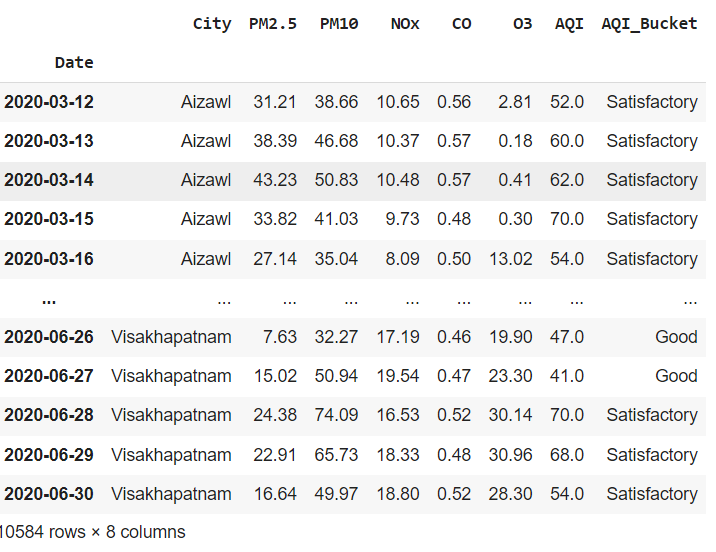 City PM2.5 PM10 NOx CO O3 AQI AQI_Bucket
Date
2020-03-12 Aizawl 31.21 38.66 10.65 0.56 2.81 52.0 Satisfactory
2020-03-13 Aizawl 38.39 46.68 10.37 0.57 0.18 60.0 Satisfactory
2020-03-14 Aizawl 43.23 50.83 10.48 0.57 0.41 62.0 Satisfactory
2020-03-15 Aizawl 33.82 41.03 9.73 0.48 0.30 70.0 Satisfactory
2020-03-16 Aizawl 27.14 35.04 8.09 0.50 13.02 54.0 Satisfactory
... ... ... ... ... ... ... ... ...
2020-06-26 Visakhapatnam 7.63 32.27 17.19 0.46 19.90 47.0 Good
2020-06-27 Visakhapatnam 15.02 50.94 19.54 0.47 23.30 41.0 Good
2020-06-28 Visakhapatnam 24.38 74.09 16.53 0.52 30.14 70.0 Satisfactory
2020-06-29 Visakhapatnam 22.91 65.73 18.33 0.48 30.96 68.0 Satisfactory
2020-06-30 Visakhapatnam 16.64 49.97 18.80 0.52 28.30 54.0 Satisfactory
10584 rows × 8 columns